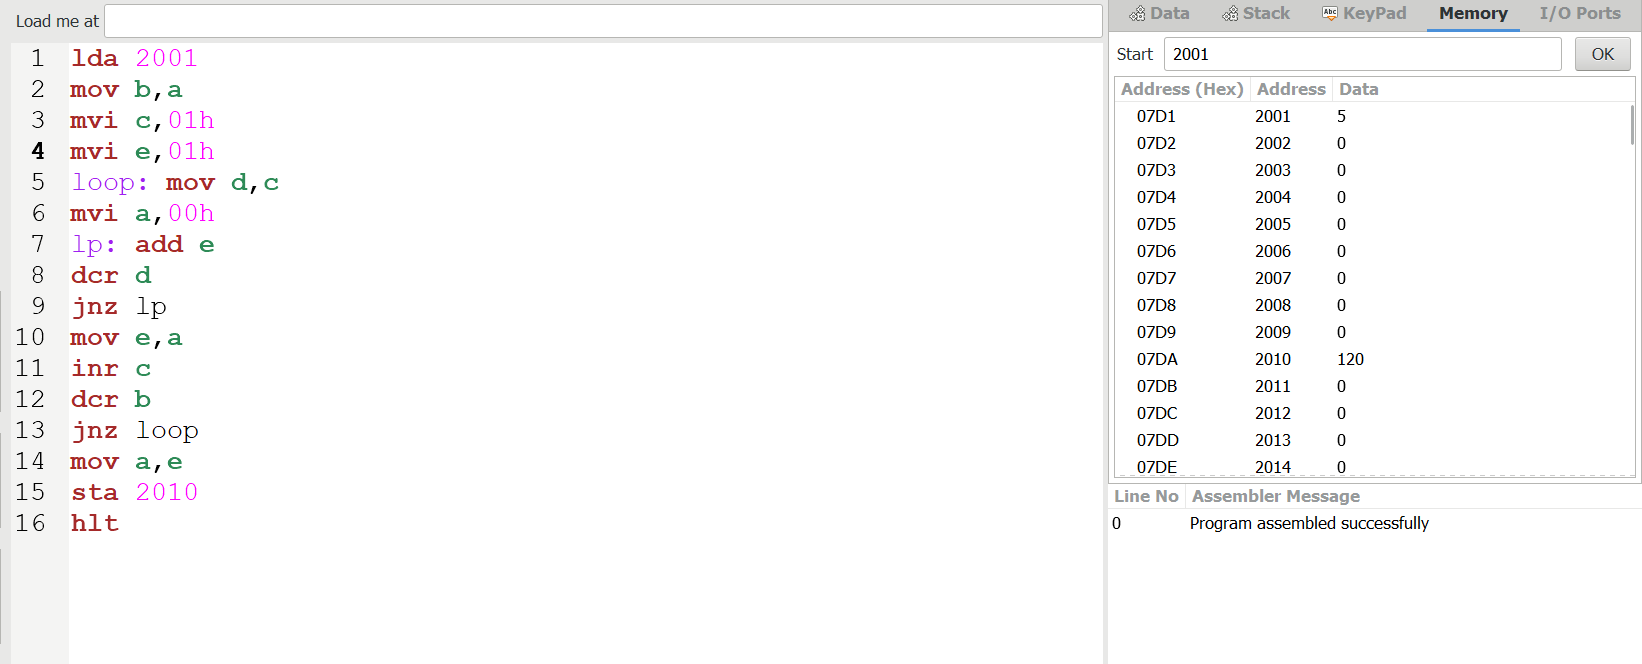 Load me at
1 lda 2001
2 mov b,a
3 mvi c,01h
4 mvi e,01h
5 loop: mov d,c
6 mvi a,00h
7 lp: add e
8 dcr d
9 jnz lp
10 mov e,a
11 inr c
12 dcr b
13 jnz loop
14 mov a,e
15 sta 2010
16 hlt
Data Stack Abc KeyPad Memory I/O Ports
Start 2001 OK
Address (Hex) Address Data
07D1 2001 5
07D2 2002 0
07D3 2003 0
07D4 2004 0
07D5 2005 0
07D6 2006 0
07D7 2007 0
07D8 2008 0
07D9 2009 0
07DA 2010 120
07DB 2011 0
07DC 2012 0
07DD 2013 0
07DE 2014 0
Line No Assembler Message
0 Program assembled successfully